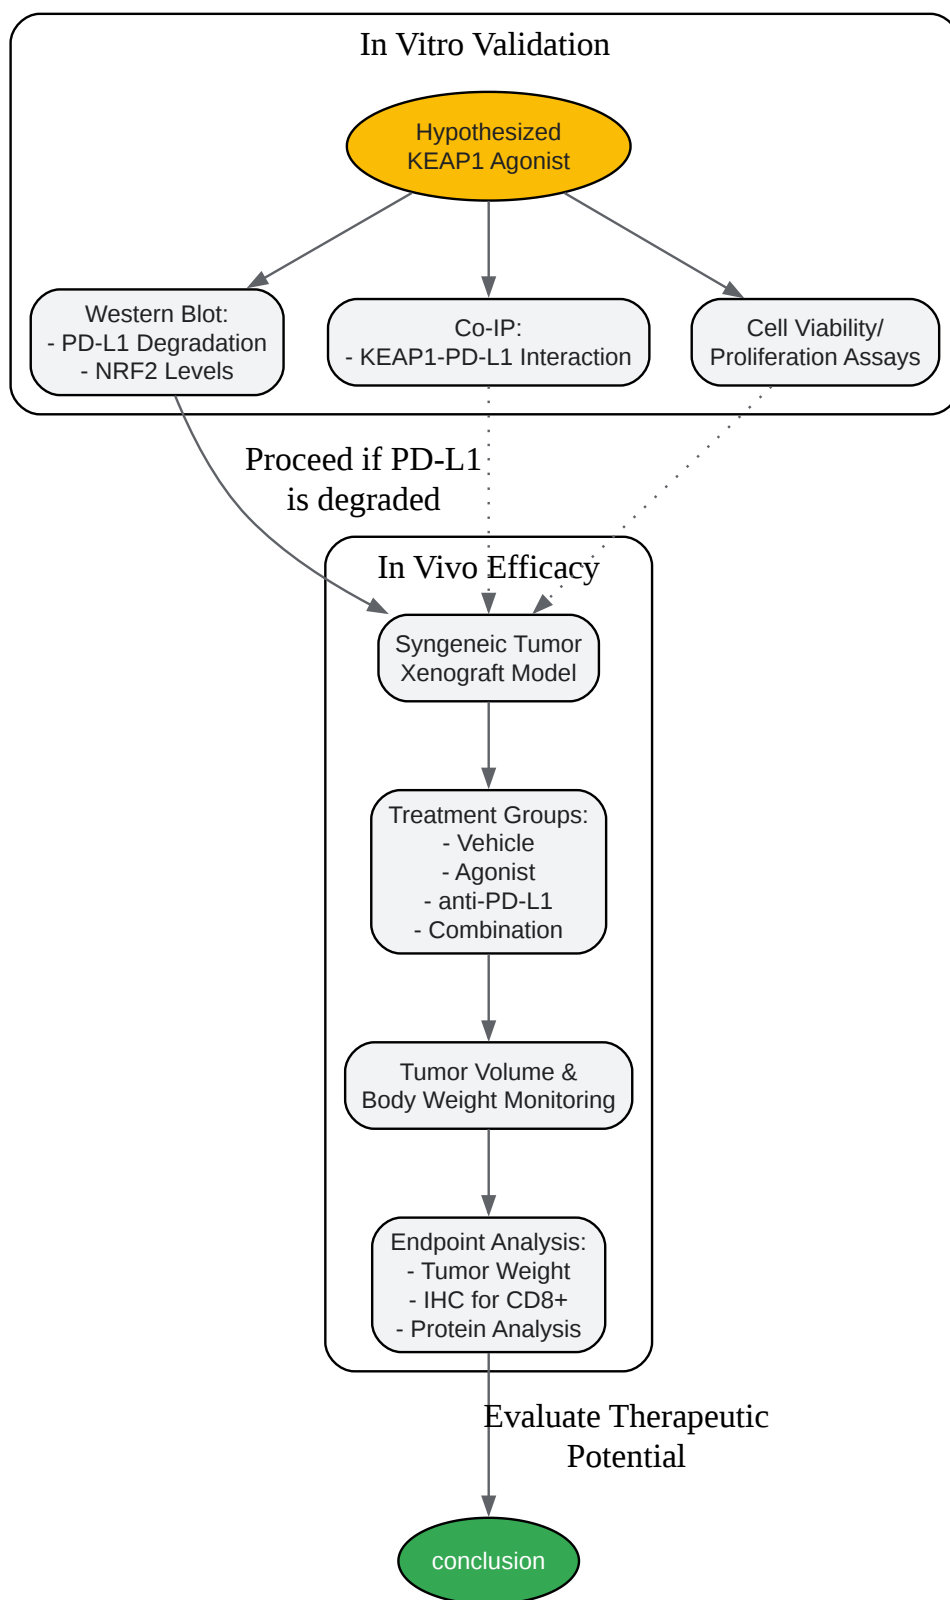 In Vitro Validation
Hypothesized
KEAP1 Agonist
Western Blot:
- PD-L1 Degradation
- NRF2 Levels
Co-IP:
- KEAP1-PD-L1 Interaction
Cell Viability/
Proliferation Assays
Proceed if PD-L1
is degraded
In Vivo Efficacy
Syngeneic Tumor
Xenograft Model
Treatment Groups:
- Vehicle
- Agonist
- anti-PD-L1
- Combination
Tumor Volume &
Body Weight Monitoring
Endpoint Analysis:
- Tumor Weight
- IHC for CD8+
- Protein Analysis
Evaluate Therapeutic
Potential
conclusion